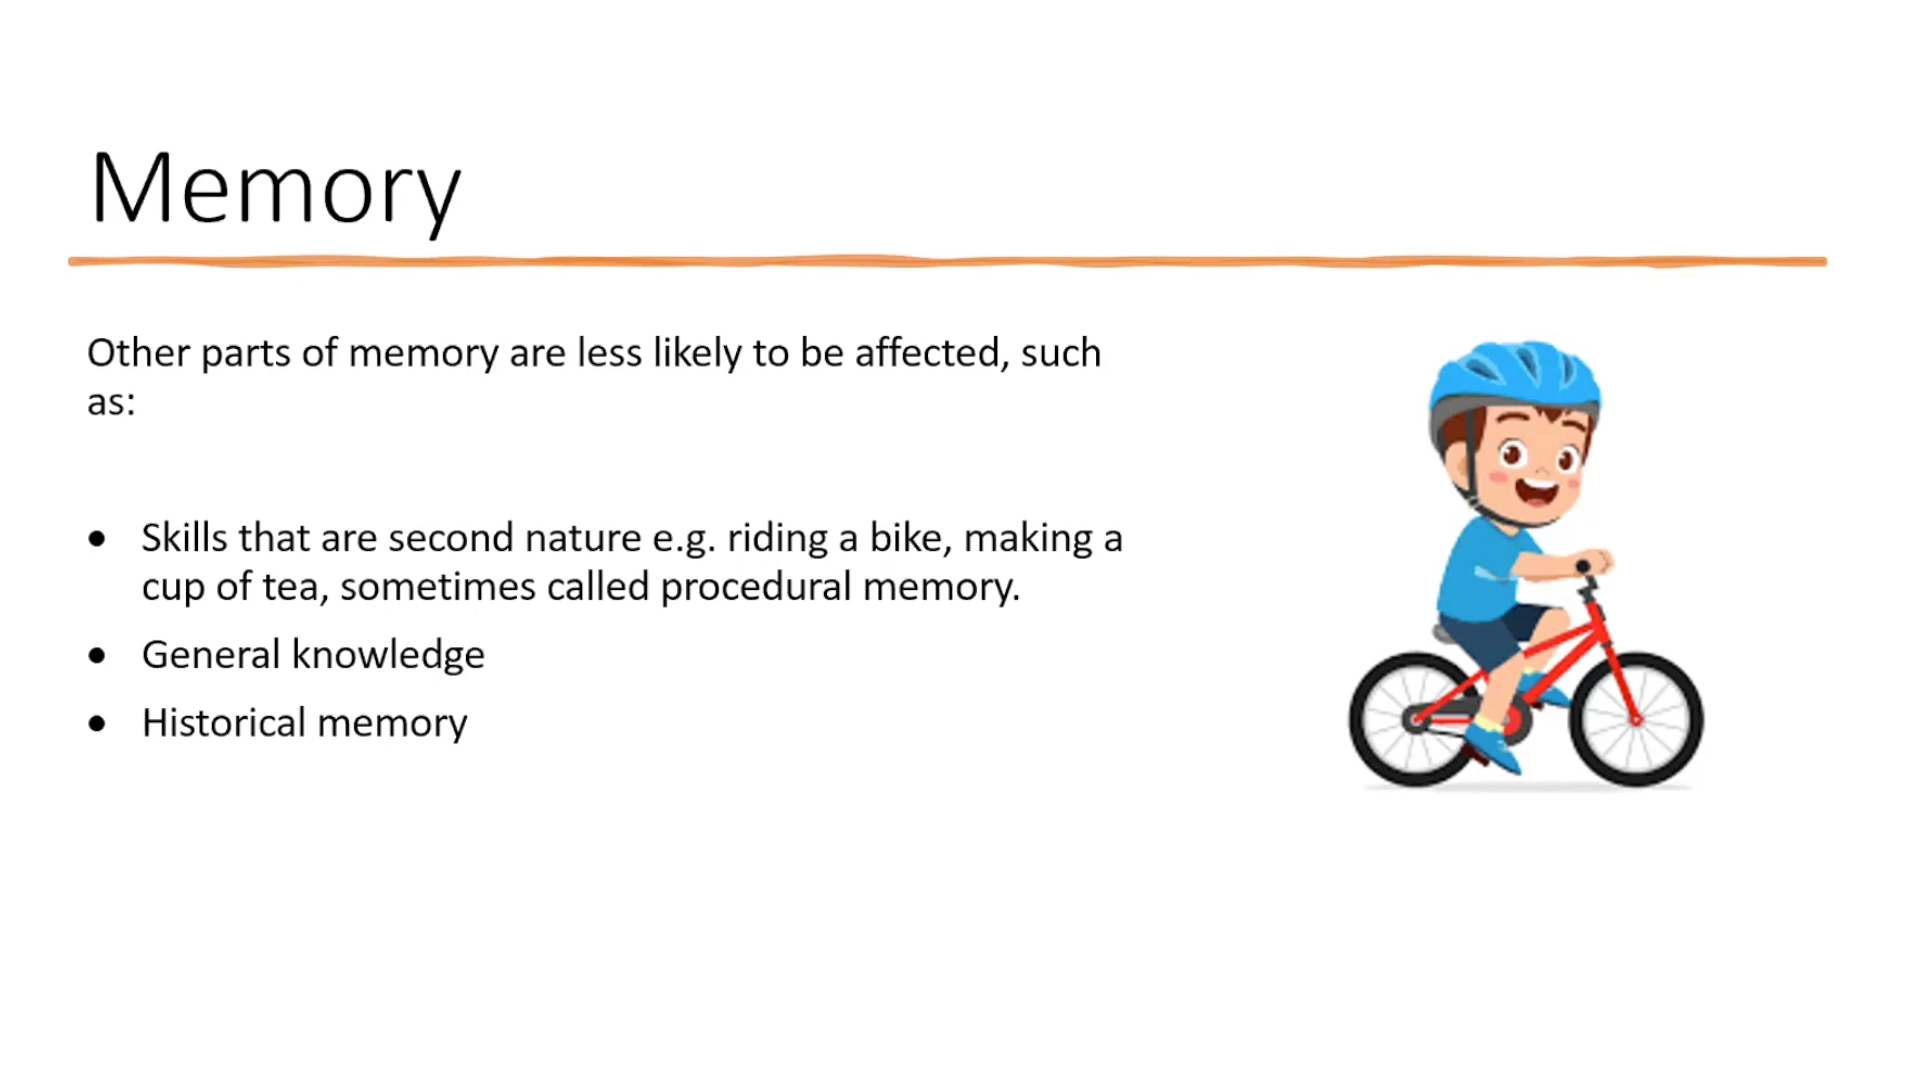 Memory
Other parts of memory are less likely to be affected, such
as:
• Skills that are second nature e.g. riding a bike, making a
cup of tea, sometimes called procedural memory.
• General knowledge
• Historical memory